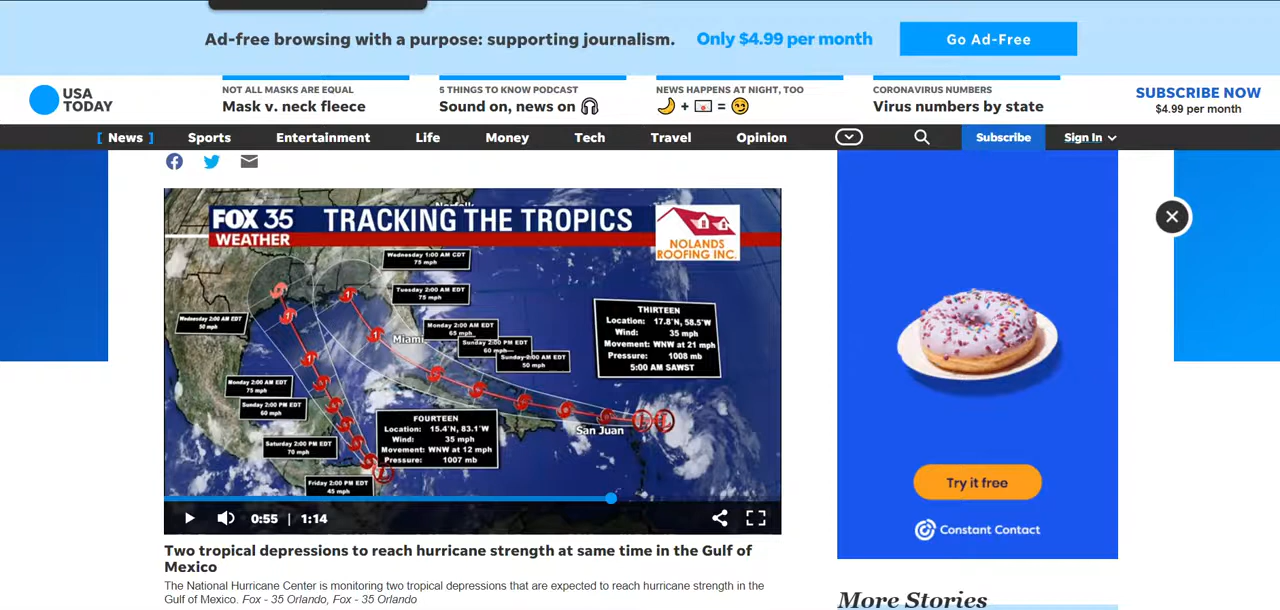 Ad-free browsing with a purpose: supporting journalism. Only $4.99 per month Go Ad-Free
USA
TODAY
NOT ALL MASKS ARE EQUAL
Mask v. neck fleece
5 THINGS TO KNOW PODCAST
Sound on, news on 🎧
NEWS HAPPENS AT NIGHT, TOO
🌙 + 💌 = 😉
CORONAVIRUS NUMBERS
Virus numbers by state
SUBSCRIBE NOW
$4.99 per month
[ News ] Sports Entertainment Life Money Tech Travel Opinion Subscribe Sign In
FOX 35
WEATHER
TRACKING THE TROPICS
NOLANDS
ROOFING INC.
Norfolk
Wednesday 1:00 AM CDT
75 mph
Tuesday 2:00 AM EDT
75 mph
Wednesday 2:00 AM EDT
50 mph
Monday 2:00 AM EDT
65 mph
Miami
Sunday 2:00 PM EDT
60 mph
Sunday 2:00 AM EDT
50 mph
THIRTEEN
Location: 17.8°N, 58.5°W
Wind: 35 mph
Movement: WNW at 21 mph
Pressure: 1008 mb
5:00 AM SAWST
Monday 2:00 AM EDT
75 mph
Sunday 2:00 PM EDT
60 mph
Saturday 2:00 PM EDT
70 mph
FOURTEEN
Location: 15.4°N, 83.1°W
Wind: 35 mph
Movement: WNW at 12 mph
Pressure: 1007 mb
San Juan
Friday 2:00 PM EDT
45 mph
0:55 | 1:14
Two tropical depressions to reach hurricane strength at same time in the Gulf of
Mexico
The National Hurricane Center is monitoring two tropical depressions that are expected to reach hurricane strength in the
Gulf of Mexico. Fox - 35 Orlando, Fox - 35 Orlando
Try it free
Constant Contact
More Stories